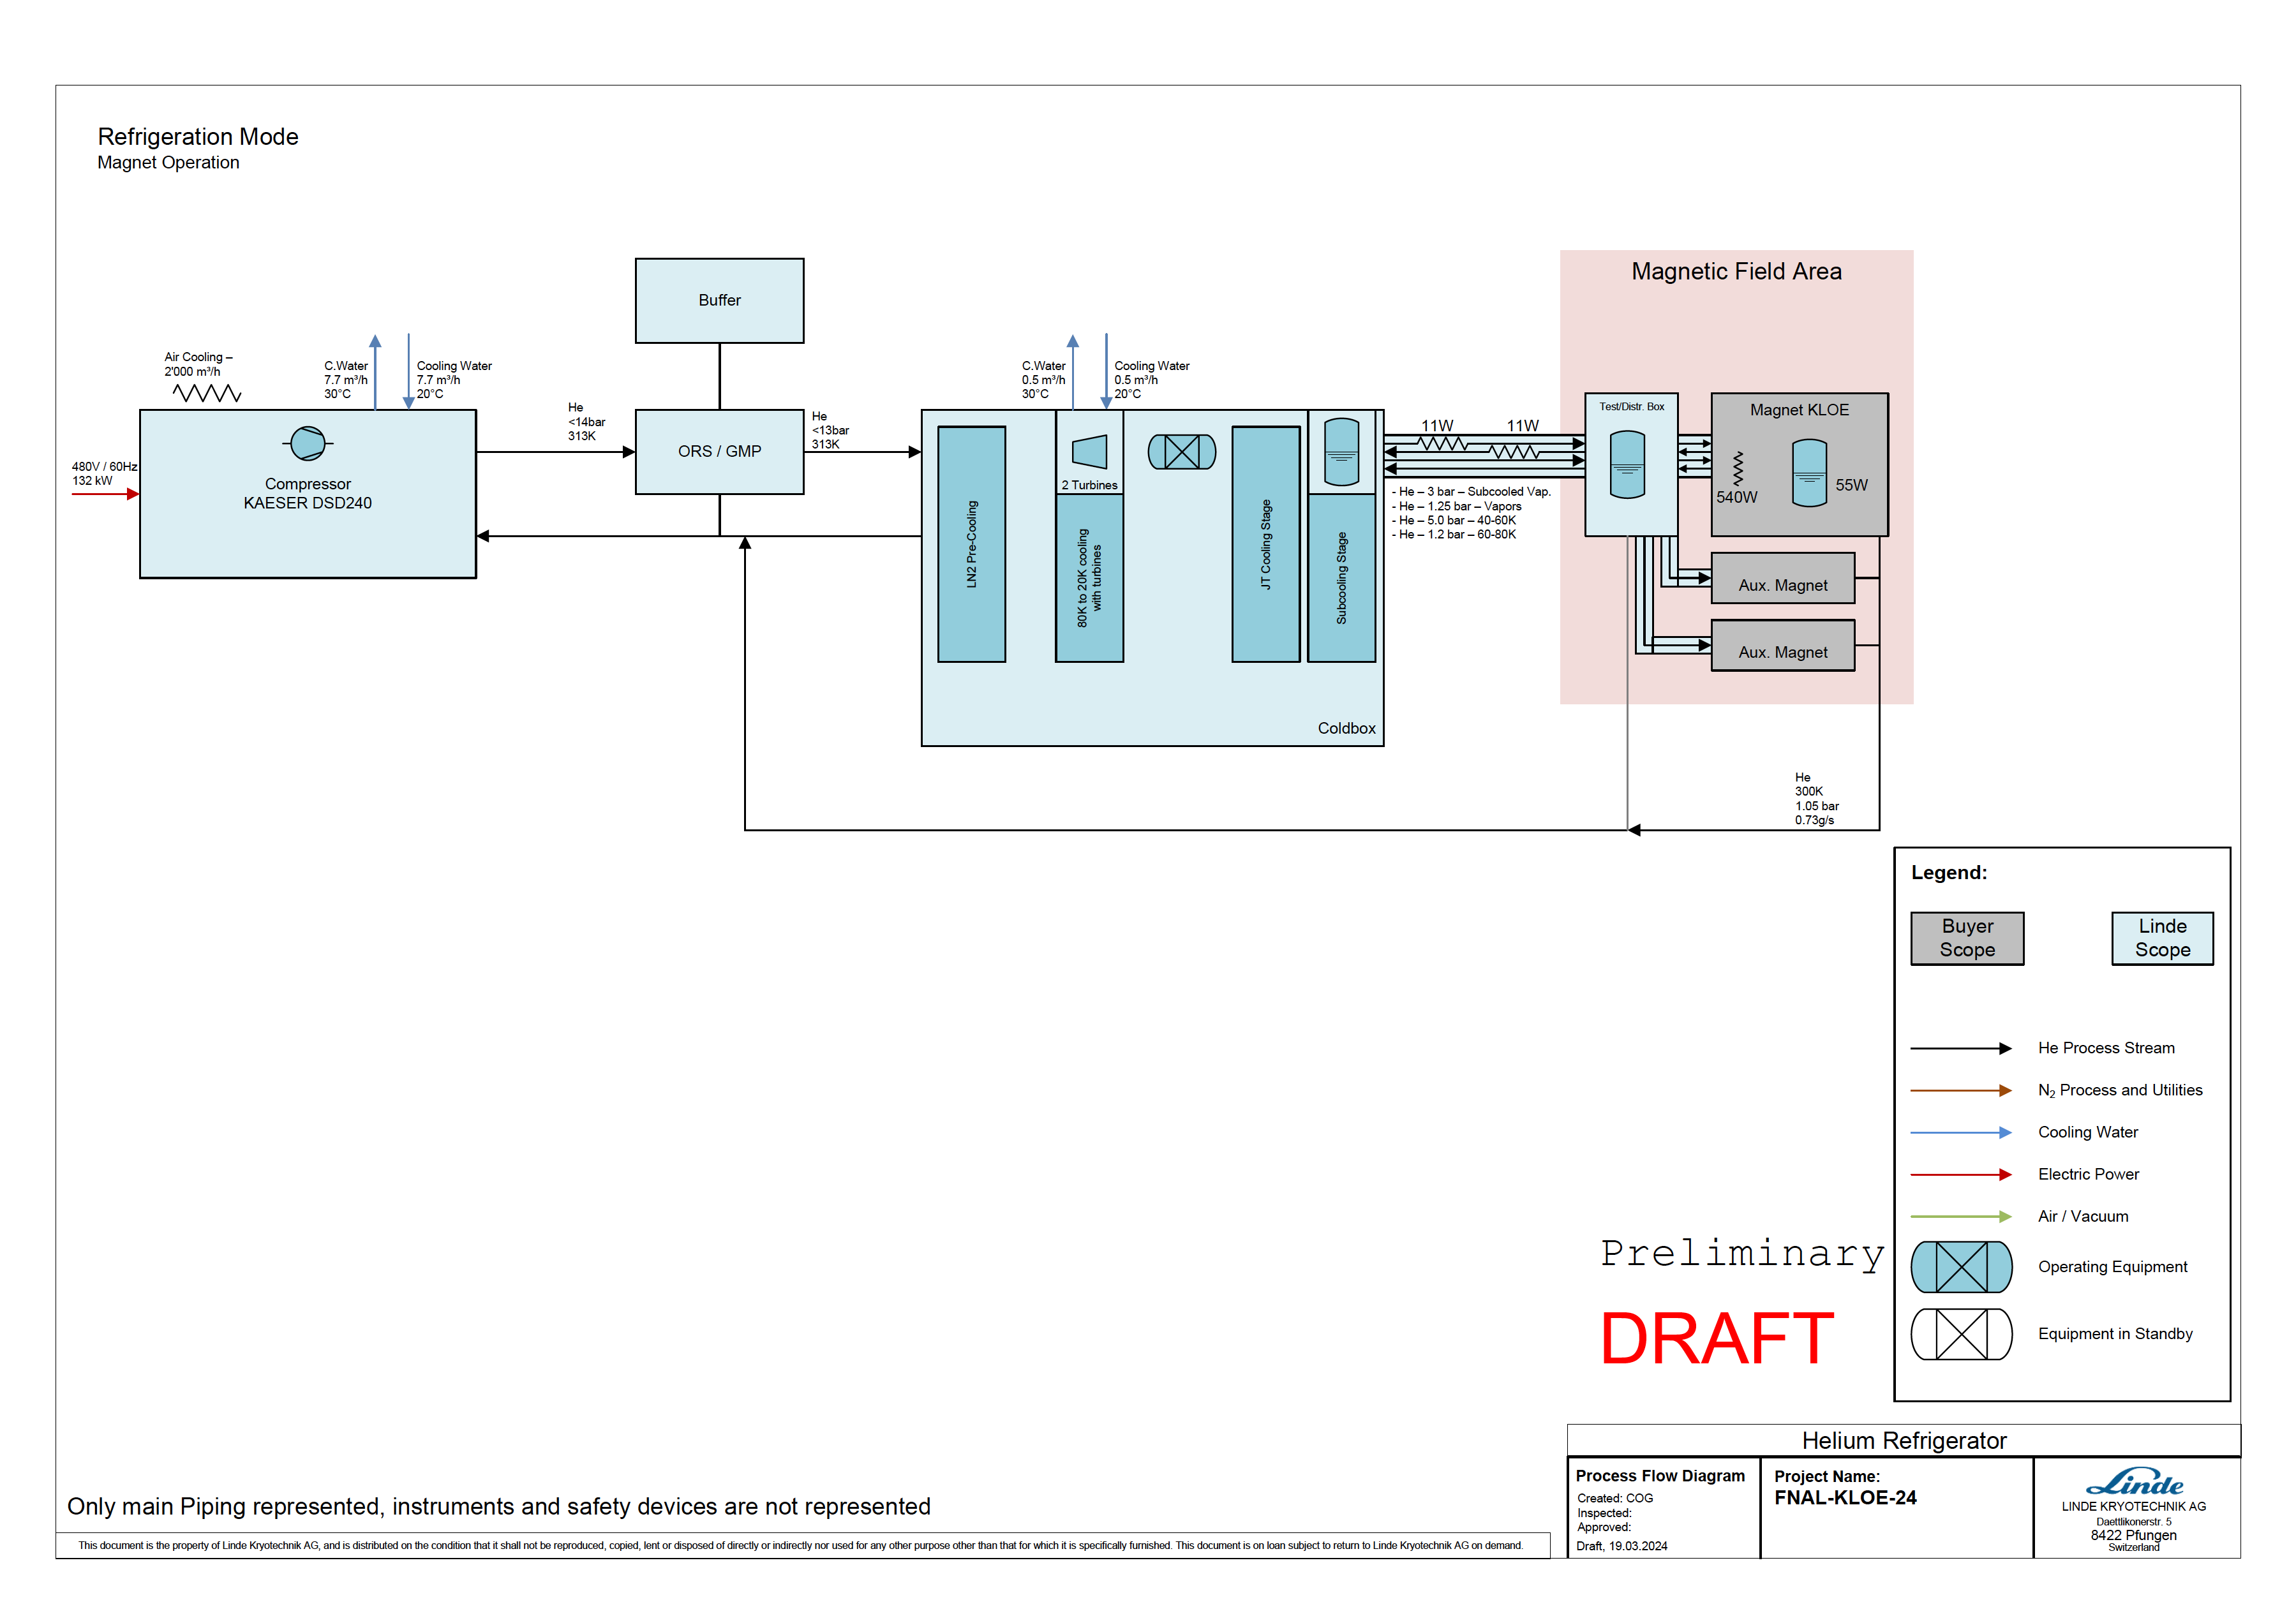 Refrigeration Mode
Magnet Operation
Magnetic Field Area
Buffer
Air Cooling –
2'000 m³/h
C.Water
7.7 m³/h
30°C
Cooling Water
7.7 m³/h
20°C
480V / 60Hz
132 kW
Compressor
KAESER DSD240
He
<14bar
313K
ORS / GMP
He
<13bar
313K
C.Water
0.5 m³/h
30°C
Cooling Water
0.5 m³/h
20°C
LN2 Pre-Cooling
2 Turbines
80K to 20K cooling
with turbines
JT Cooling Stage
Subcooling Stage
Coldbox
11W
11W
- He – 3 bar – Subcooled Vap.
- He – 1.25 bar – Vapors
- He – 5.0 bar – 40-60K
- He – 1.2 bar – 60-80K
Test/Distr. Box
Magnet KLOE
540W
55W
Aux. Magnet
Aux. Magnet
He
300K
1.05 bar
0.73g/s
Legend:
Buyer
Scope
Linde
Scope
He Process Stream
N₂ Process and Utilities
Cooling Water
Electric Power
Air / Vacuum
Operating Equipment
Equipment in Standby
Preliminary
DRAFT
Helium Refrigerator
Process Flow Diagram
Created: COG
Inspected:
Approved:
Draft, 19.03.2024
Project Name:
FNAL-KLOE-24
Linde
LINDE KRYOTECHNIK AG
Daettlikonerstr. 5
8422 Pfungen
Switzerland
Only main Piping represented, instruments and safety devices are not represented
This document is the property of Linde Kryotechnik AG, and is distributed on the condition that it shall not be reproduced, copied, lent or disposed of directly or indirectly nor used for any other purpose other than that for which it is specifically furnished. This document is on loan subject to return to Linde Kryotechnik AG on demand.